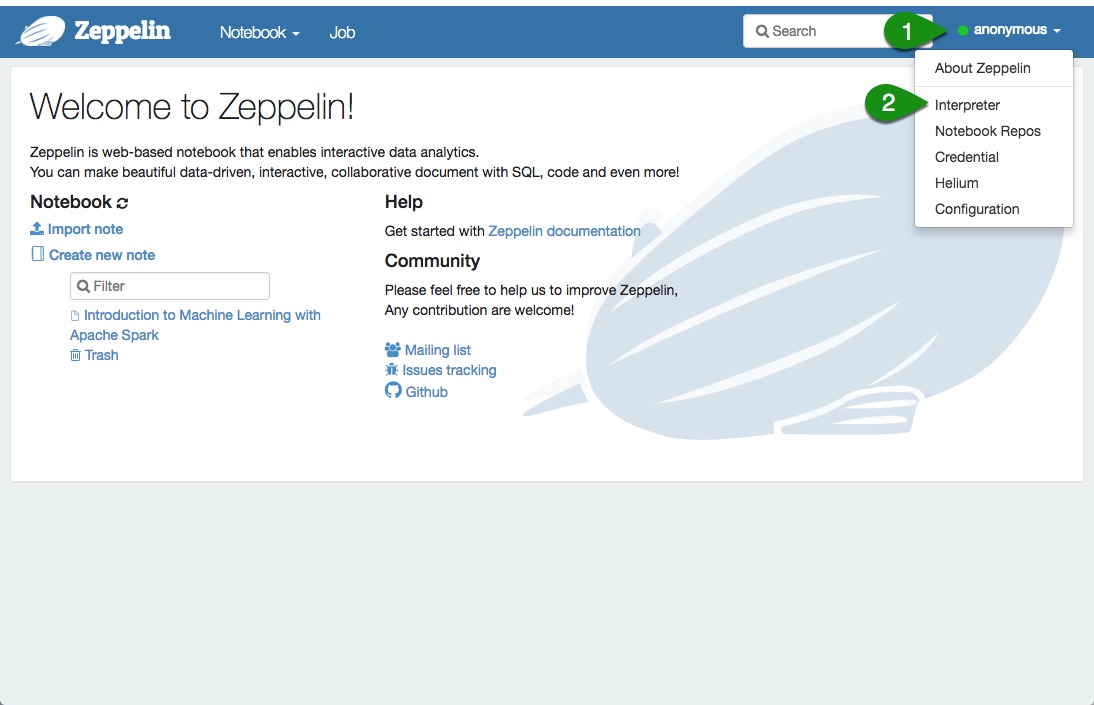 Zeppelin
Notebook
Job
Search
1
anonymous
About Zeppelin
2
Interpreter
Notebook Repos
Credential
Helium
Configuration
Welcome to Zeppelin!
Zeppelin is web-based notebook that enables interactive data analytics.
You can make beautiful data-driven, interactive, collaborative document with SQL, code and even more!
Notebook
Import note
Create new note
Filter
Introduction to Machine Learning with
Apache Spark
Trash
Help
Get started with Zeppelin documentation
Community
Please feel free to help us to improve Zeppelin,
Any contribution are welcome!
Mailing list
Issues tracking
Github